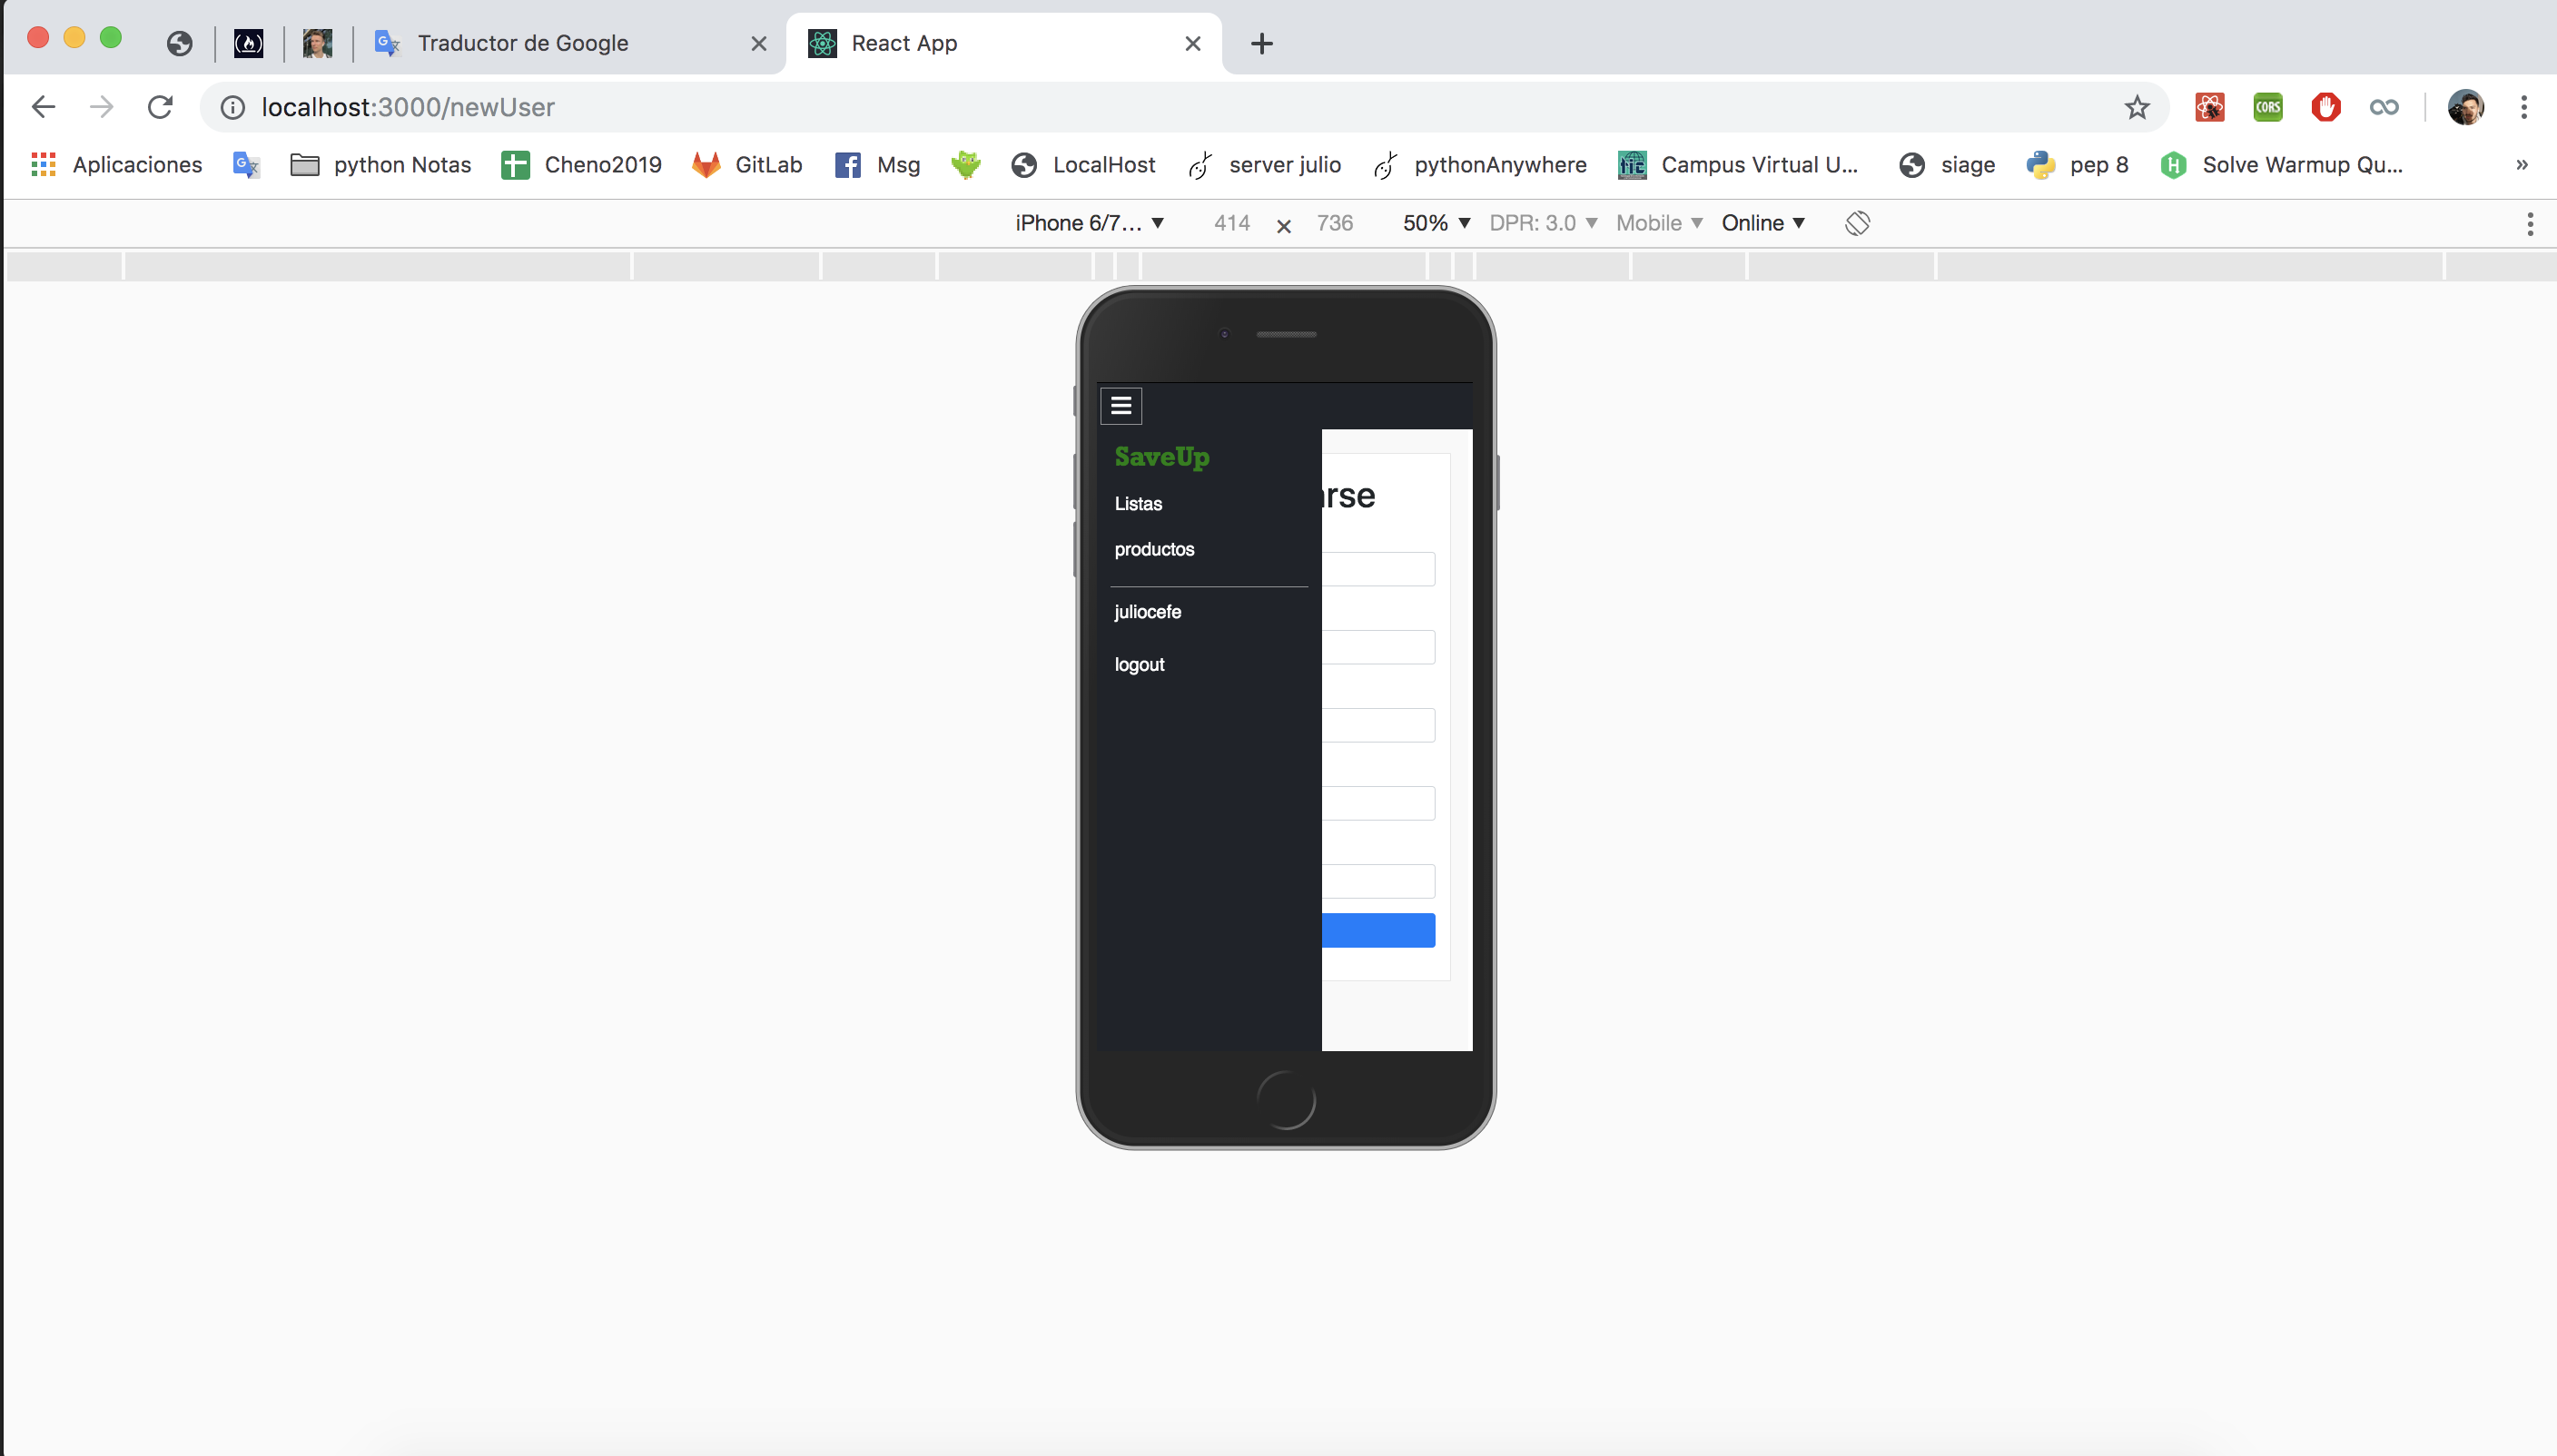 Traductor de Google
React App
localhost:3000/newUser
CORS
Aplicaciones
python Notas
Cheno2019
GitLab
Msg
LocalHost
server julio
pythonAnywhere
Campus Virtual U...
siage
pep 8
Solve Warmup Qu...
»
iPhone 6/7...
414 × 736
50%
DPR: 3.0
Mobile
Online
SaveUp
Listas
productos
juliocefe
logout
arse